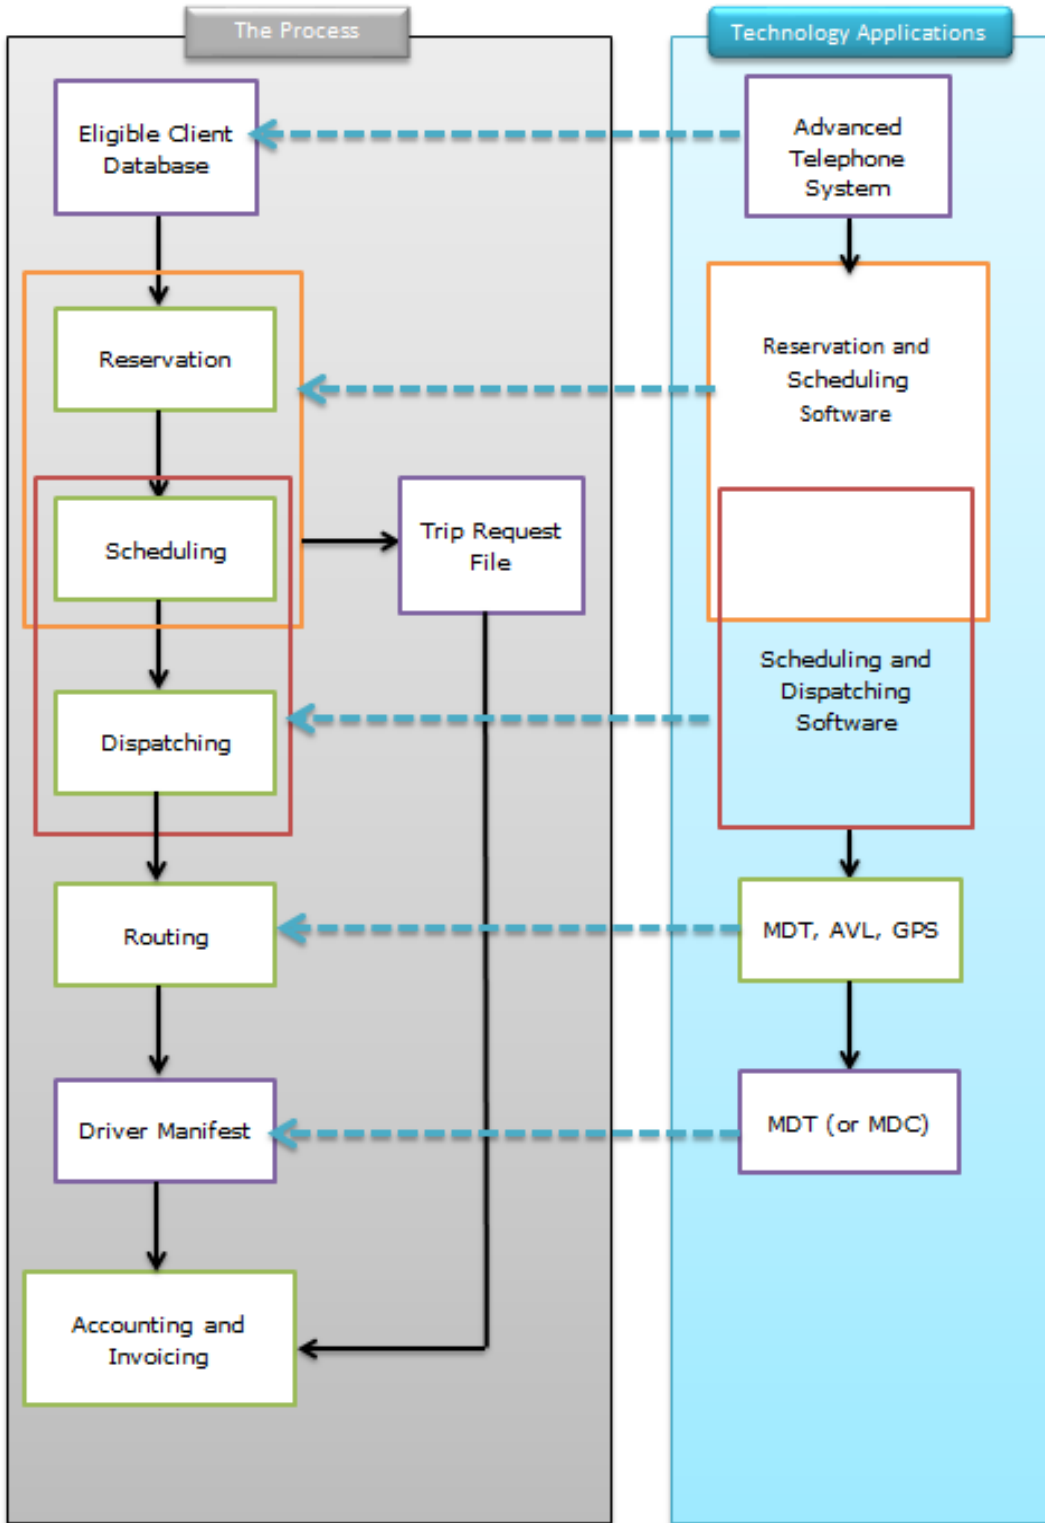 The Process
Eligible Client
Database
Reservation
Scheduling
Trip Request
File
Dispatching
Routing
Driver Manifest
Accounting and
Invoicing
Technology Applications
Advanced
Telephone
System
Reservation and
Scheduling
Software
Scheduling and
Dispatching
Software
MDT, AVL, GPS
MDT (or MDC)